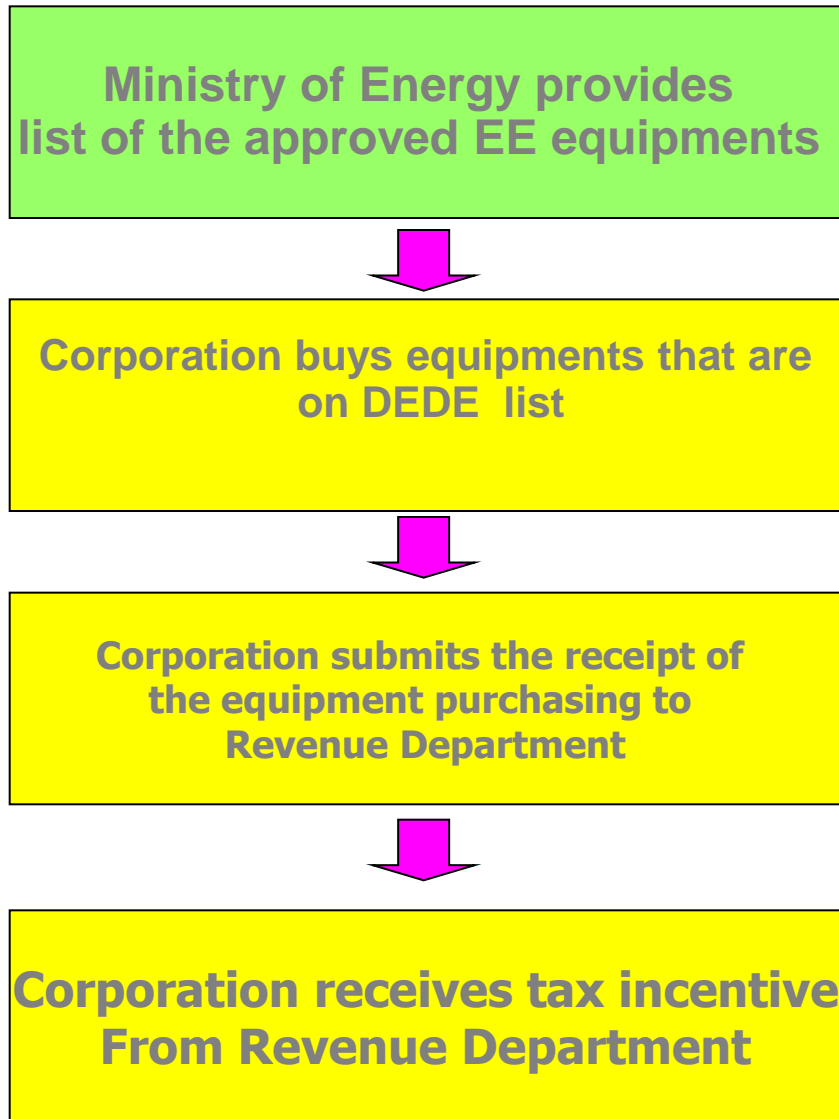 Ministry of Energy provides
list of the approved EE equipments
Corporation buys equipments that are
on DEDE list
Corporation submits the receipt of
the equipment purchasing to
Revenue Department
Corporation receives tax incentive
From Revenue Department